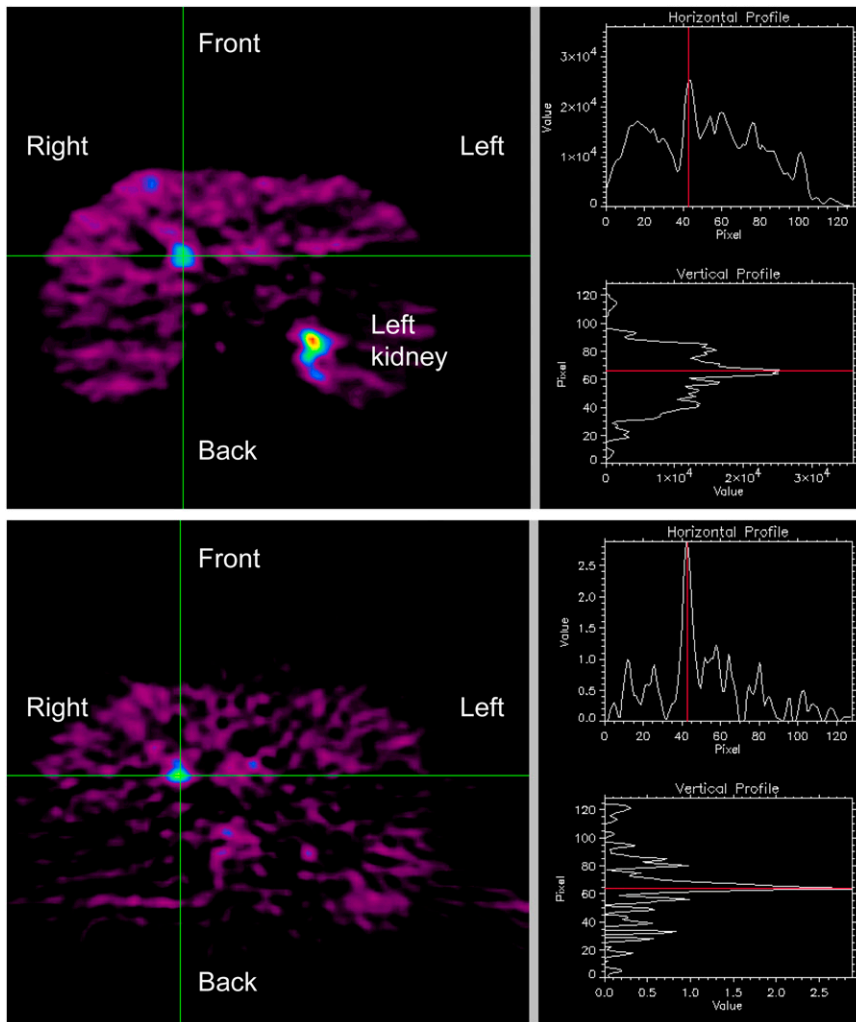 Front
Right
Left
Left
kidney
Back
Horizontal Profile
Value
3×10⁴
2×10⁴
1×10⁴
0
0 20 40 60 80 100 120
Pixel
Vertical Profile
Pixel
120
100
80
60
40
20
0
0 1×10⁴ 2×10⁴ 3×10⁴
Value
Front
Right
Left
Back
Horizontal Profile
Value
2.5
2.0
1.5
1.0
0.5
0.0
0 20 40 60 80 100 120
Pixel
Vertical Profile
Pixel
120
100
80
60
40
20
0
0.0 0.5 1.0 1.5 2.0 2.5
Value